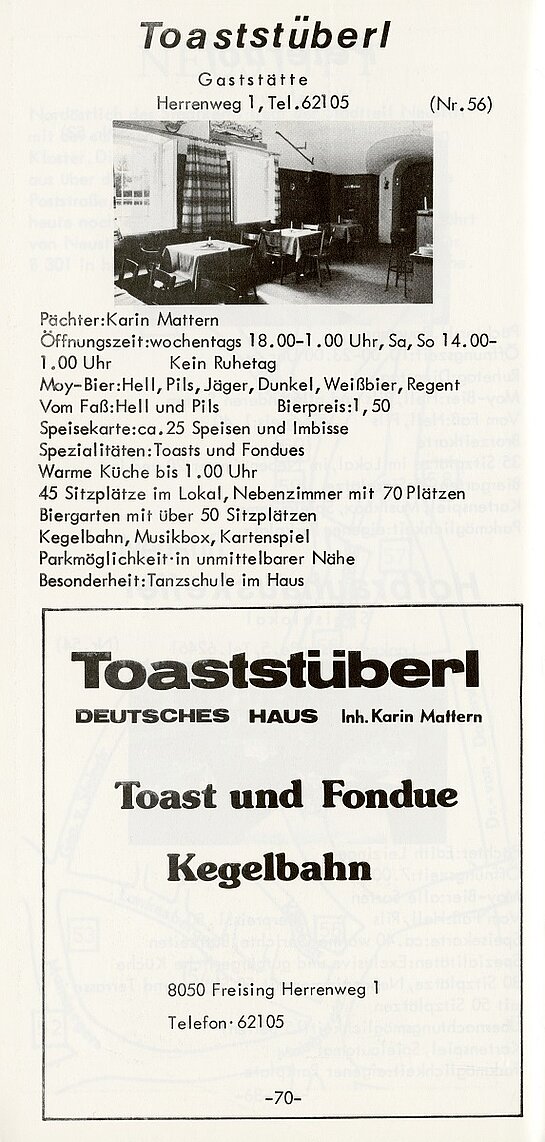 Toaststüberl
Gaststätte
Herrenweg 1, Tel.62105 (Nr.56)
Pächter:Karin Mattern
Öffnungszeit:wochentags 18.00-1.00 Uhr, Sa, So 14.00-
1.00 Uhr Kein Ruhetag
Moy-Bier:Hell, Pils, Jäger, Dunkel, Weißbier, Regent
Vom Faß:Hell und Pils Bierpreis:1,50
Speisekarte:ca.25 Speisen und Imbisse
Spezialitäten:Toasts und Fondues
Warme Küche bis 1.00 Uhr
45 Sitzplätze im Lokal, Nebenzimmer mit 70 Plätzen
Biergarten mit über 50 Sitzplätzen
Kegelbahn, Musikbox, Kartenspiel
Parkmöglichkeit·in unmittelbarer Nähe
Besonderheit:Tanzschule im Haus
Toaststüberl
DEUTSCHES HAUS Inh. Karin Mattern
Toast und Fondue
Kegelbahn
8050 Freising Herrenweg 1
Telefon·62105
-70-